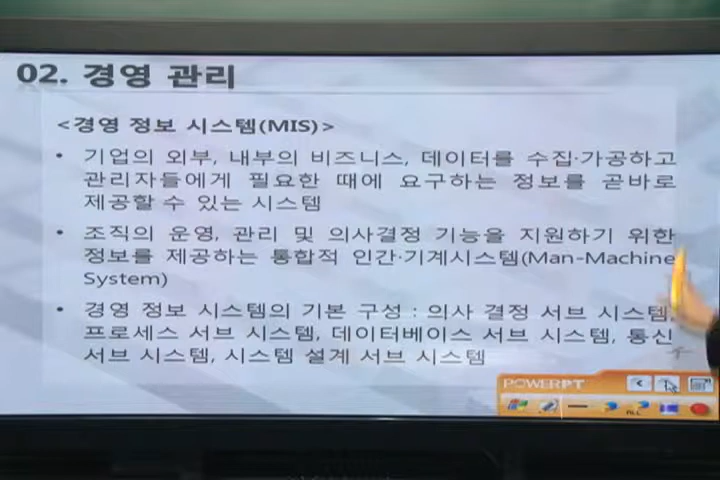 02. 경영 관리
<경영 정보 시스템(MIS)>
• 기업의 외부, 내부의 비즈니스, 데이터를 수집·가공하고
관리자들에게 필요한 때에 요구하는 정보를 곧바로
제공할 수 있는 시스템
• 조직의 운영, 관리 및 의사결정 기능을 지원하기 위한
정보를 제공하는 통합적 인간·기계시스템(Man-Machine
System)
• 경영 정보 시스템의 기본 구성 : 의사 결정 서브 시스템,
프로세스 서브 시스템, 데이터베이스 서브 시스템, 통신
서브 시스템, 시스템 설계 서브 시스템
POWERPT
ALL